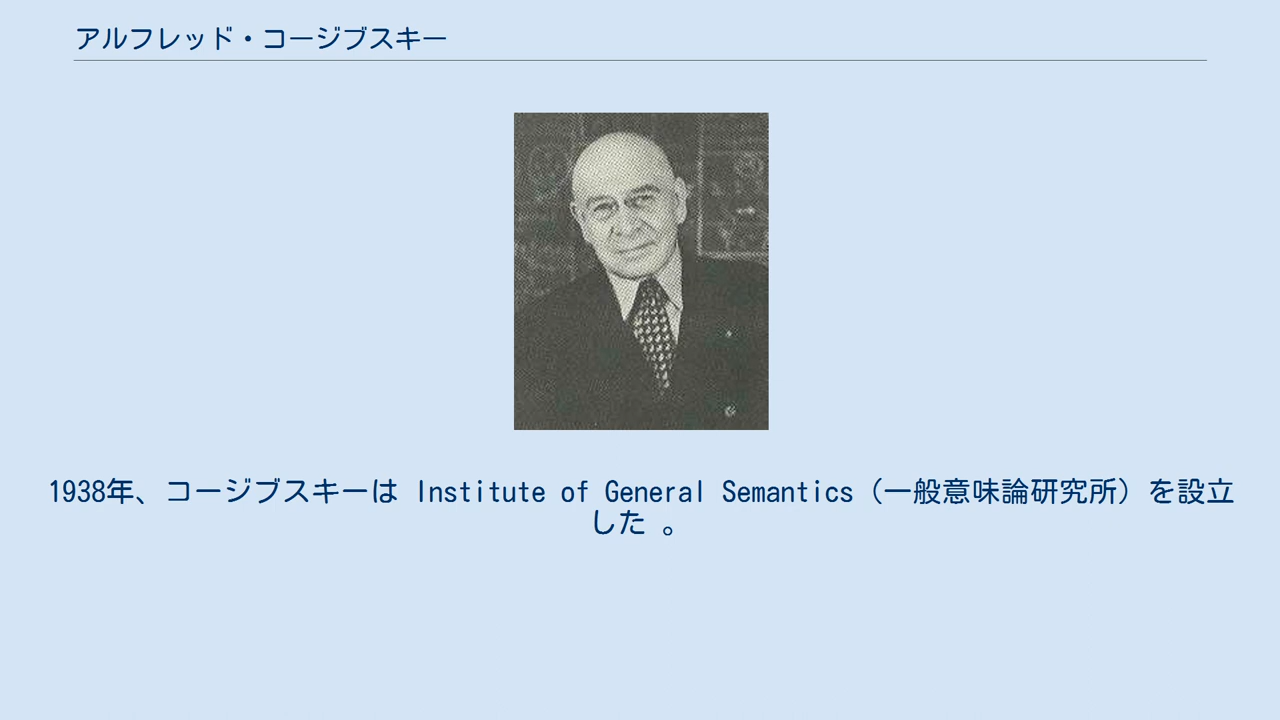 アルフレッド・コージブスキー
1938年、コージブスキーは Institute of General Semantics（一般意味論研究所）を設立
した 。